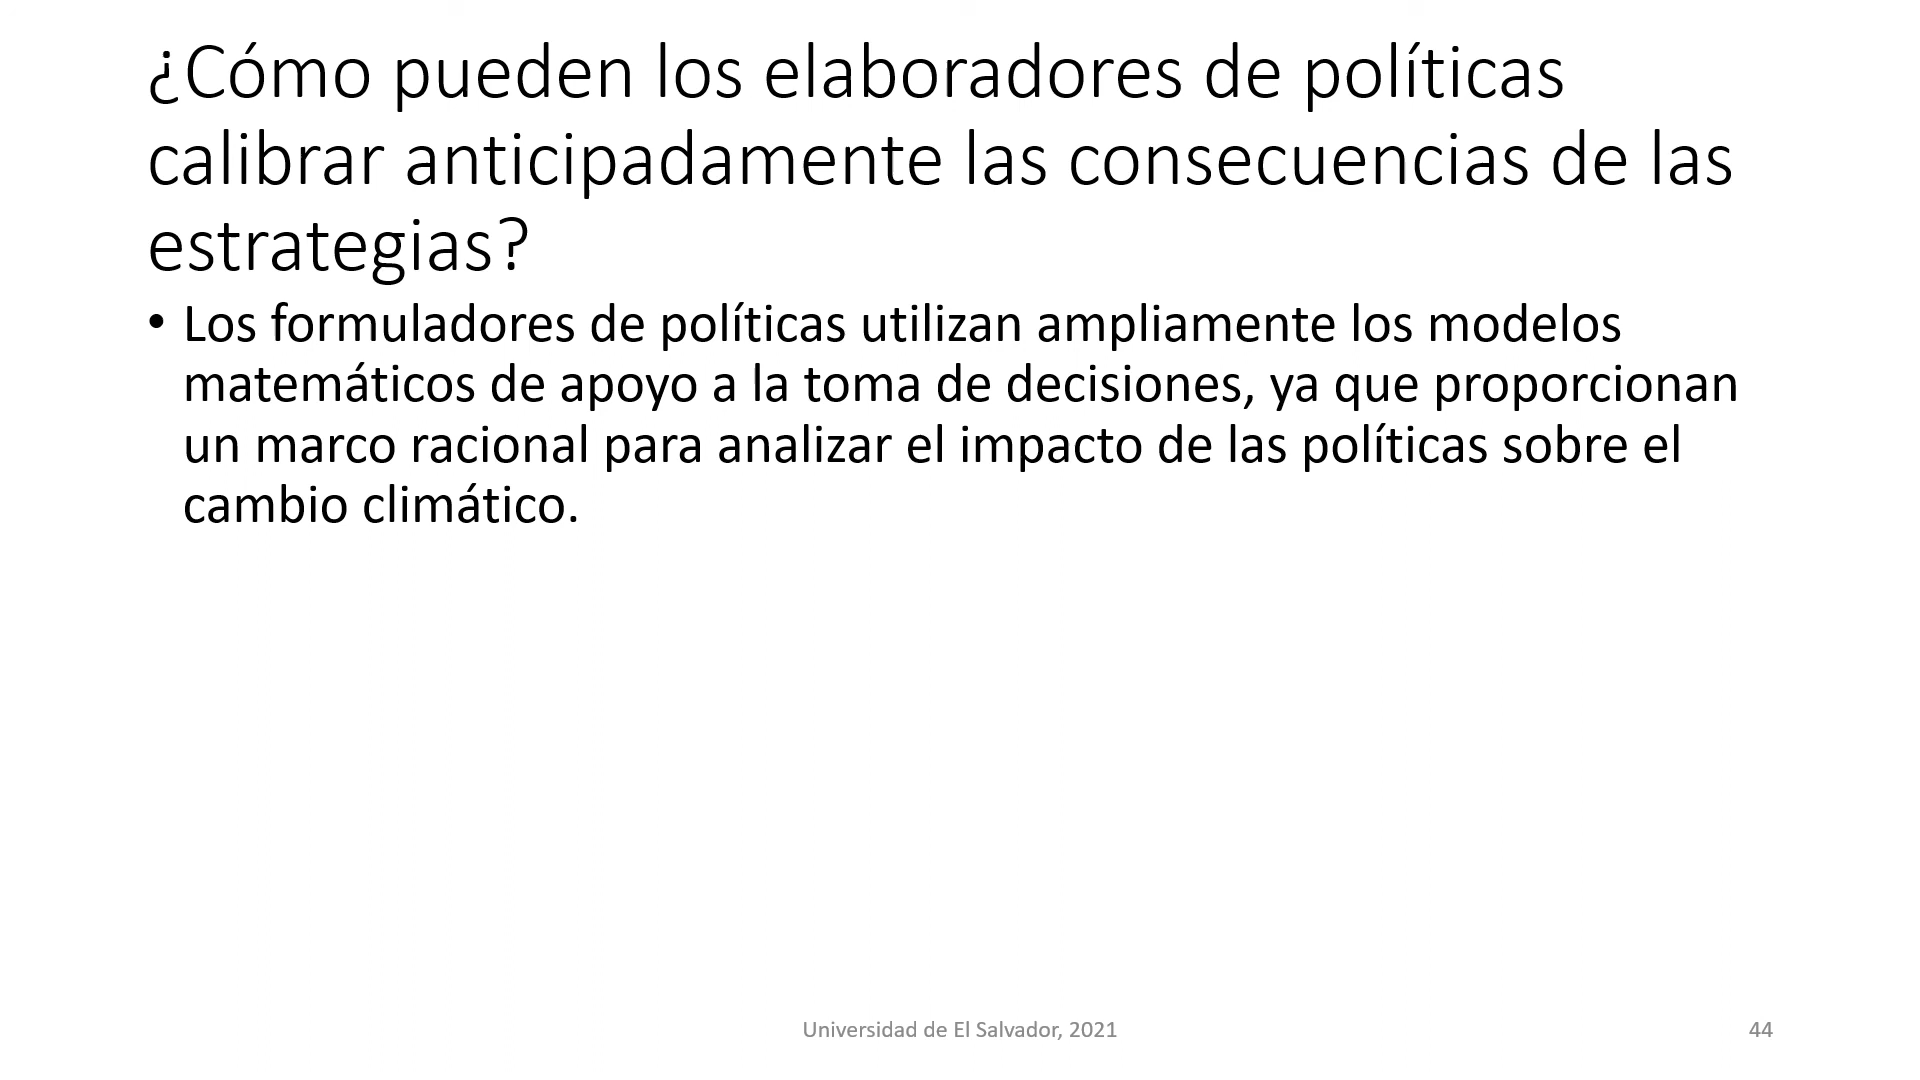 ¿Cómo pueden los elaboradores de políticas
calibrar anticipadamente las consecuencias de las
estrategias?
• Los formuladores de políticas utilizan ampliamente los modelos
matemáticos de apoyo a la toma de decisiones, ya que proporcionan
un marco racional para analizar el impacto de las políticas sobre el
cambio climático.
Universidad de El Salvador, 2021
44